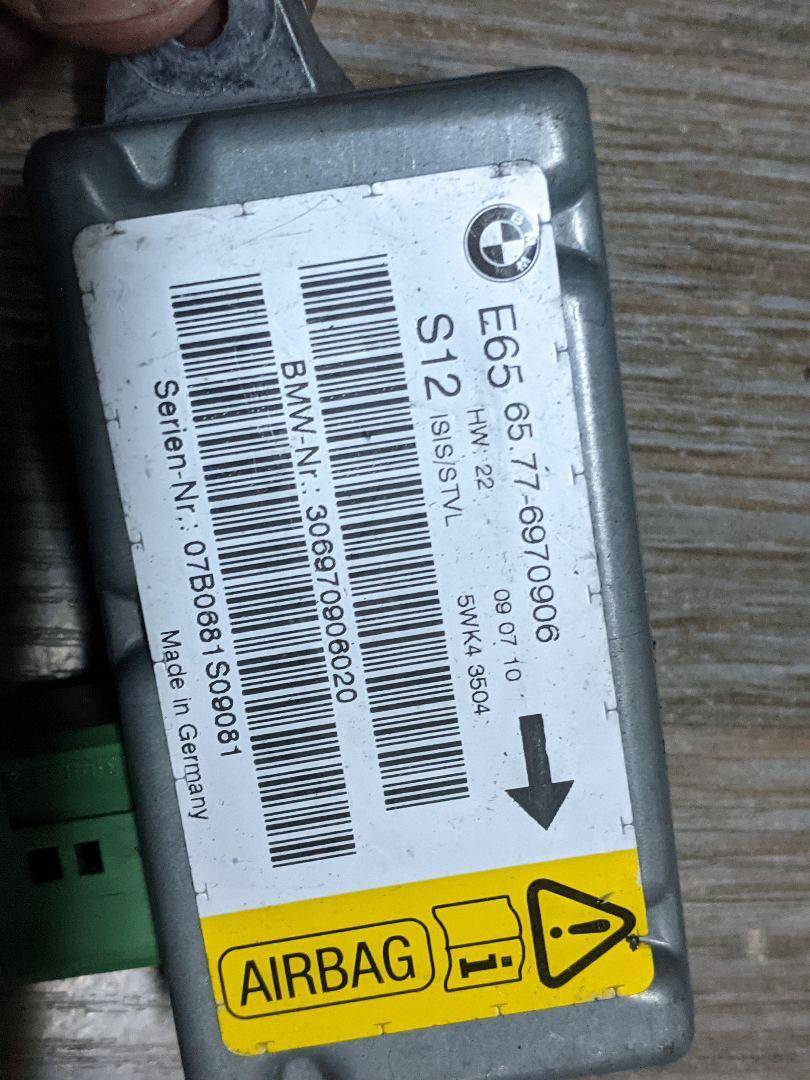 BMW
E65 65.77-6970906
HW: 22 09 07 10
S12 ISIS/STVL 5WK4 3504
BMW-Nr.: 306970906020
Serien-Nr.: 07B0681S09081
Made in Germany
AIRBAG
i